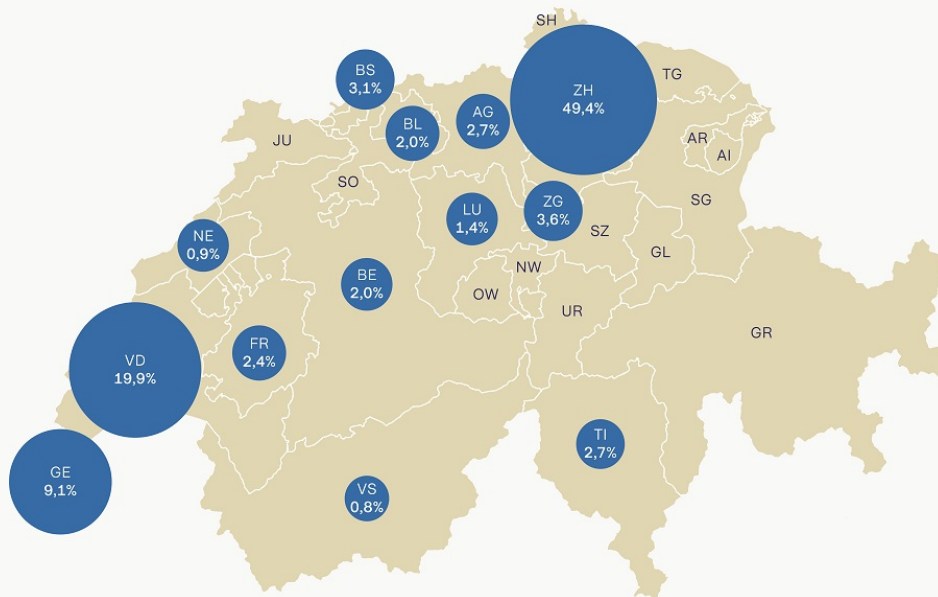 SH
BS
3,1%
ZH
49,4%
TG
AG
2,7%
BL
2,0%
JU
AR
AI
SO
LU
1,4%
ZG
3,6%
SG
SZ
NE
0,9%
GL
NW
BE
2,0%
OW
UR
GR
FR
2,4%
VD
19,9%
TI
2,7%
GE
9,1%
VS
0,8%